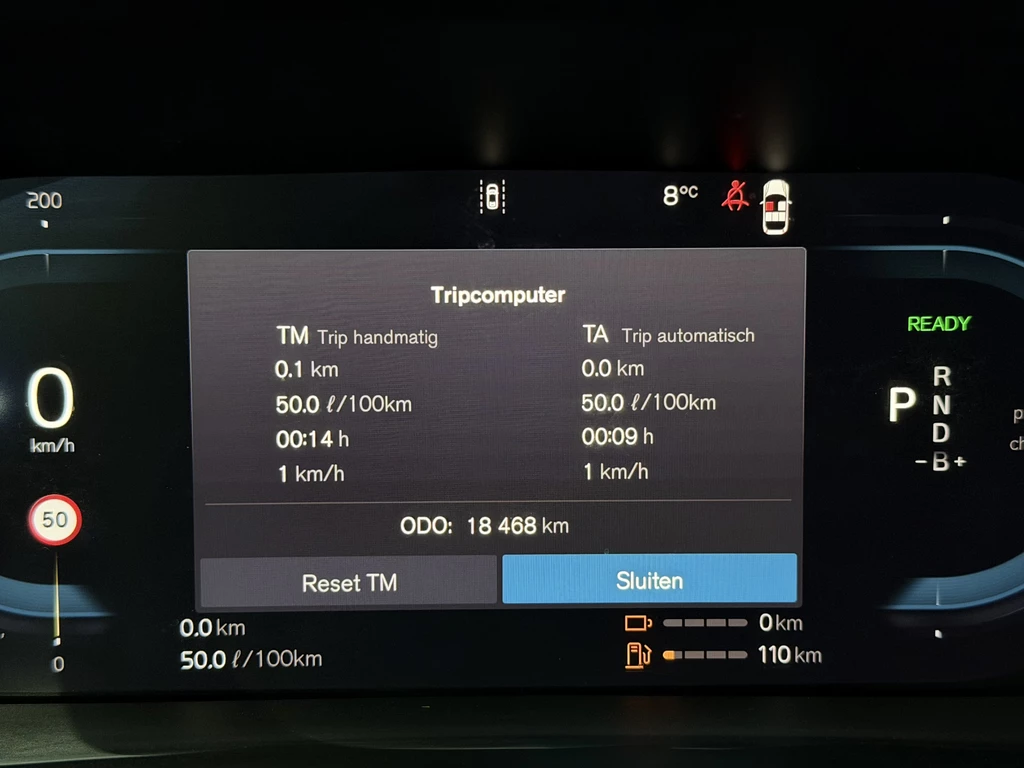 200
8°C
Tripcomputer
TM Trip handmatig
0.1 km
50.0 ℓ/100km
00:14 h
1 km/h
TA Trip automatisch
0.0 km
50.0 ℓ/100km
00:09 h
1 km/h
ODO: 18 468 km
Reset TM
Sluiten
0
km/h
50
0
0.0 km
50.0 ℓ/100km
0 km
110 km
READY
P
R
N
D
-B+